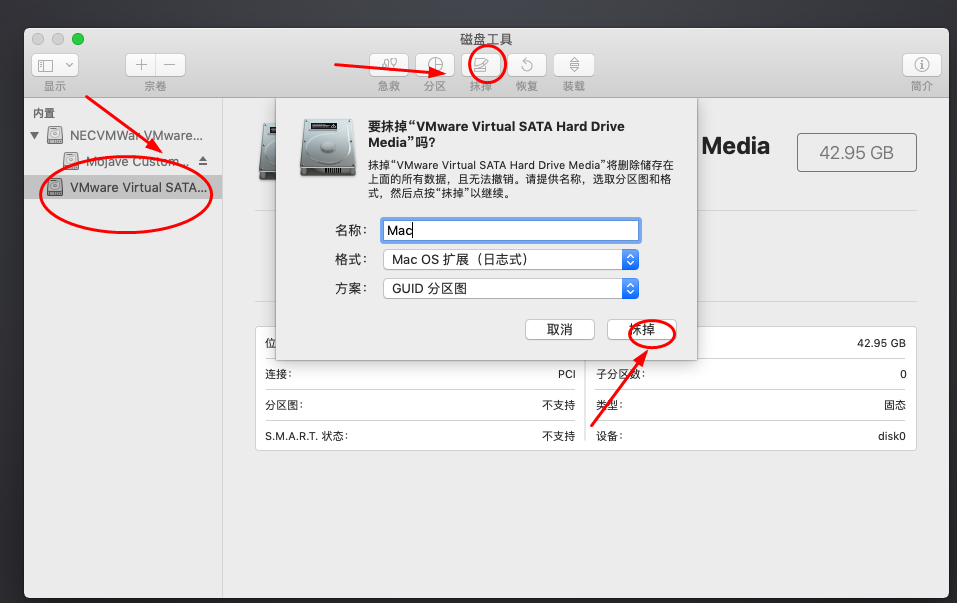 磁盘工具
显示
宗卷
急救
分区
抹掉
恢复
装载
简介
内置
NECVMWar VMware...
Mojave Custom...
VMware Virtual SATA...
Media
42.95 GB
要抹掉“VMware Virtual SATA Hard Drive
Media”吗?
抹掉“VMware Virtual SATA Hard Drive Media”将删除储存在
上面的所有数据，且无法撤销。请提供名称，选取分区图和格
式，然后点按“抹掉”以继续。
名称:
Mac
格式:
Mac OS 扩展（日志式）
方案:
GUID 分区图
取消
抹掉
位
42.95 GB
连接:
PCI
子分区数:
0
分区图:
不支持
类型:
固态
S.M.A.R.T. 状态:
不支持
设备:
disk0